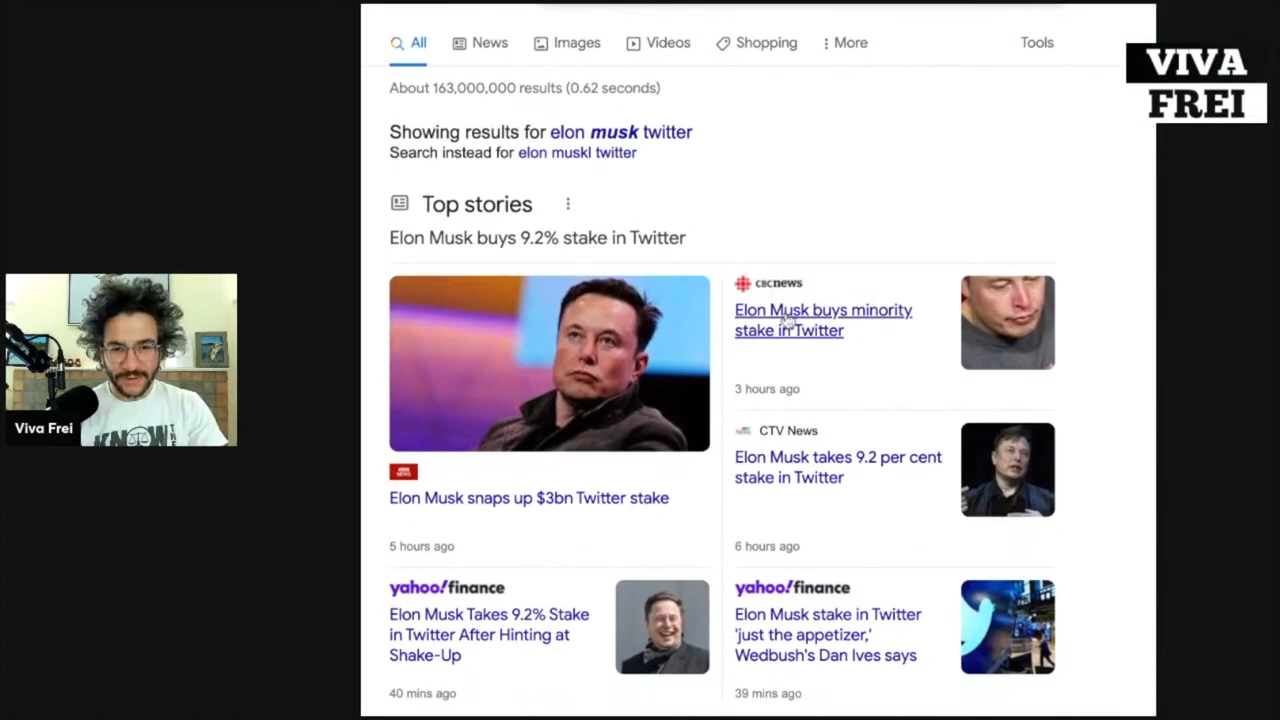 All
News
Images
Videos
Shopping
More
Tools
About 163,000,000 results (0.62 seconds)
Showing results for elon musk twitter
Search instead for elon muskl twitter
Top stories
Elon Musk buys 9.2% stake in Twitter
NEWS
Elon Musk snaps up $3bn Twitter stake
5 hours ago
CBCNEWS
Elon Musk buys minority
stake in Twitter
3 hours ago
CTV News
Elon Musk takes 9.2 per cent
stake in Twitter
6 hours ago
yahoo!finance
Elon Musk Takes 9.2% Stake
in Twitter After Hinting at
Shake-Up
40 mins ago
yahoo!finance
Elon Musk stake in Twitter
'just the appetizer,'
Wedbush's Dan Ives says
39 mins ago
VIVA
FREI
Viva Frei
KNOW
THE